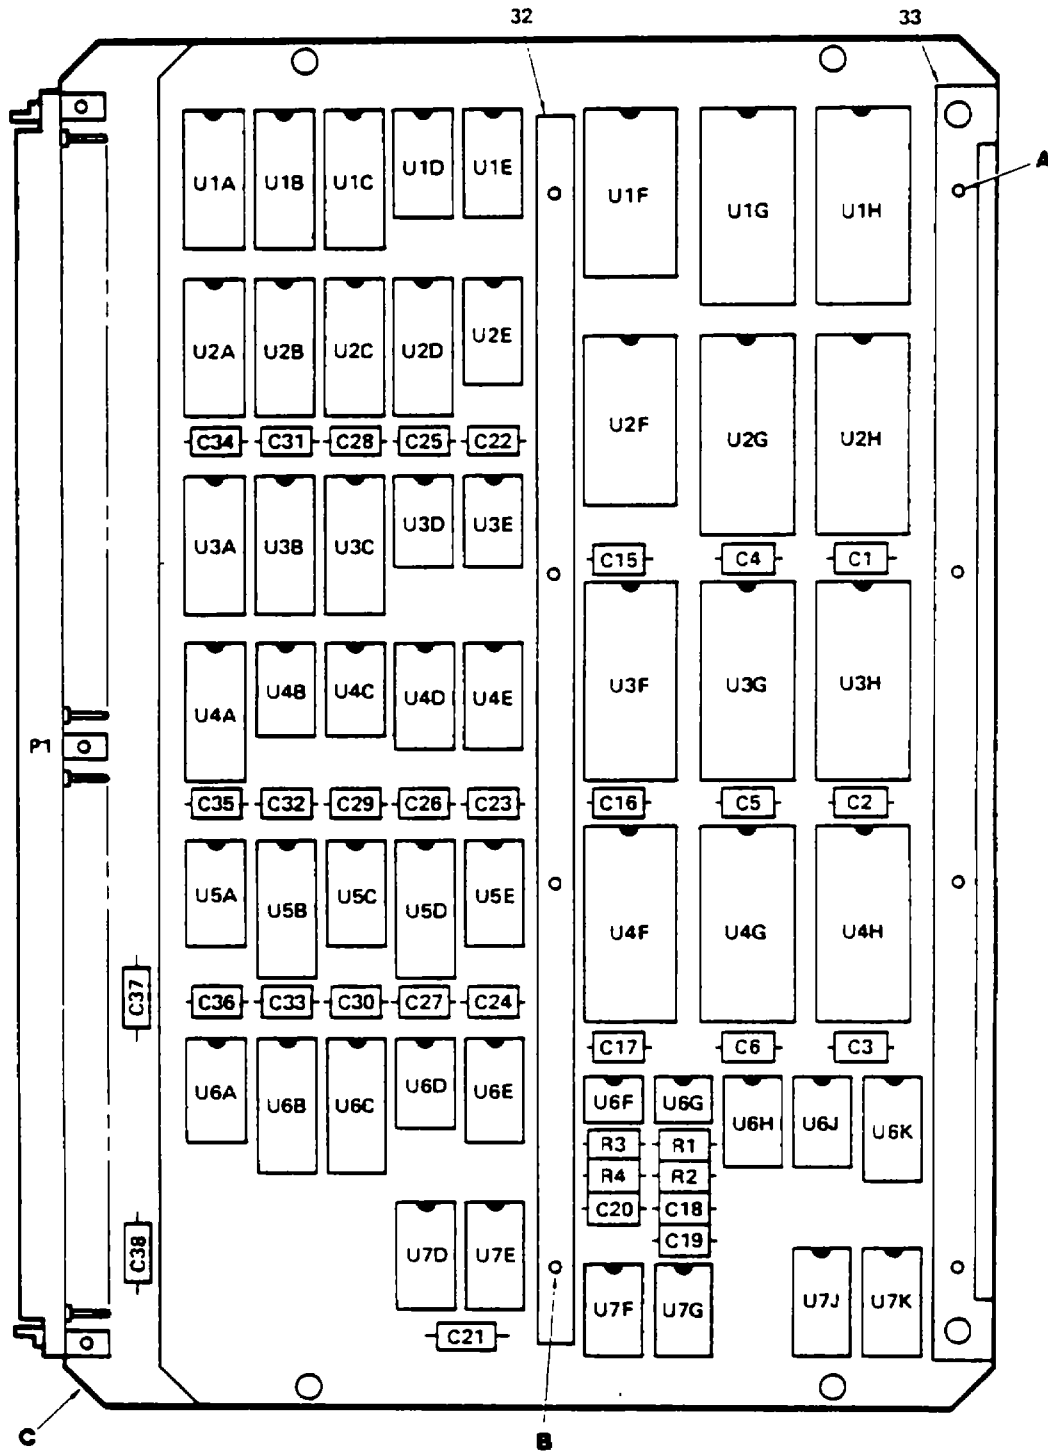 32 33
A
U1A U1B U1C U1D U1E U1F U1G U1H
U2A U2B U2C U2D U2E U2F U2G U2H
C34 C31 C28 C25 C22
C15 C4 C1
U3A U3B U3C U3D U3E
U3F U3G U3H
U4A U4B U4C U4D U4E
P1
C35 C32 C29 C26 C23 C16 C5 C2
U5A U5B U5C U5D U5E
U4F U4G U4H
C37
C36 C33 C30 C27 C24
C17 C6 C3
U6A U6B U6C U6D U6E
U6F U6G U6H U6J U6K
R3 R1
R4 R2
C20 C18
C19
C38
U7D U7E U7F U7G U7J U7K
C21
C B